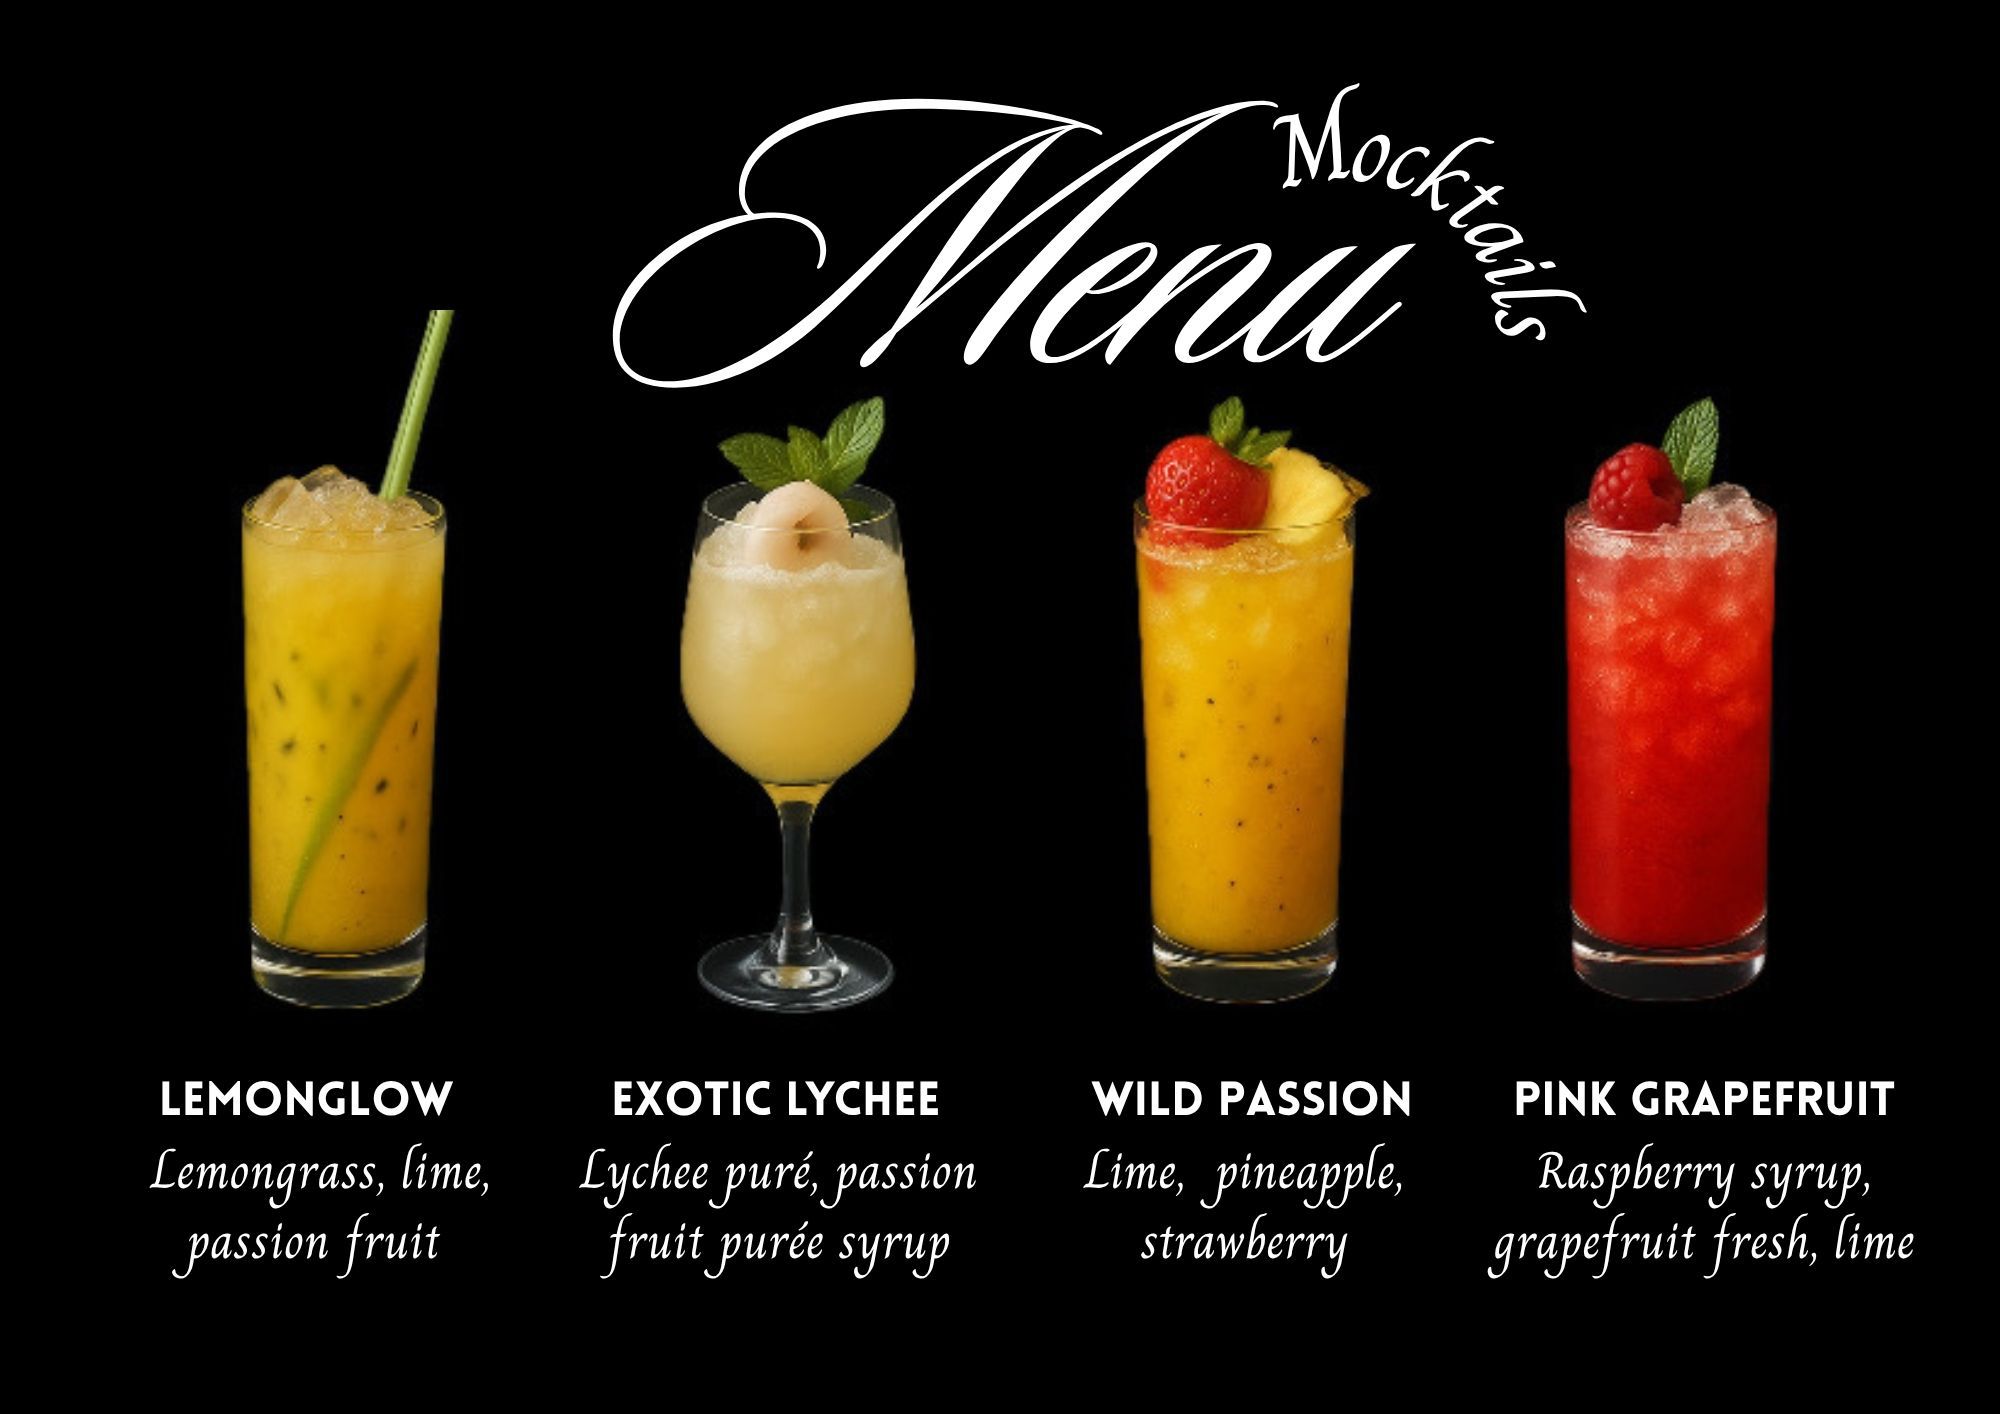 Menu
Mocktails
LEMONGLOW
Lemongrass, lime,
passion fruit
EXOTIC LYCHEE
Lychee puré, passion
fruit purée syrup
WILD PASSION
Lime, pineapple,
strawberry
PINK GRAPEFRUIT
Raspberry syrup,
grapefruit fresh, lime